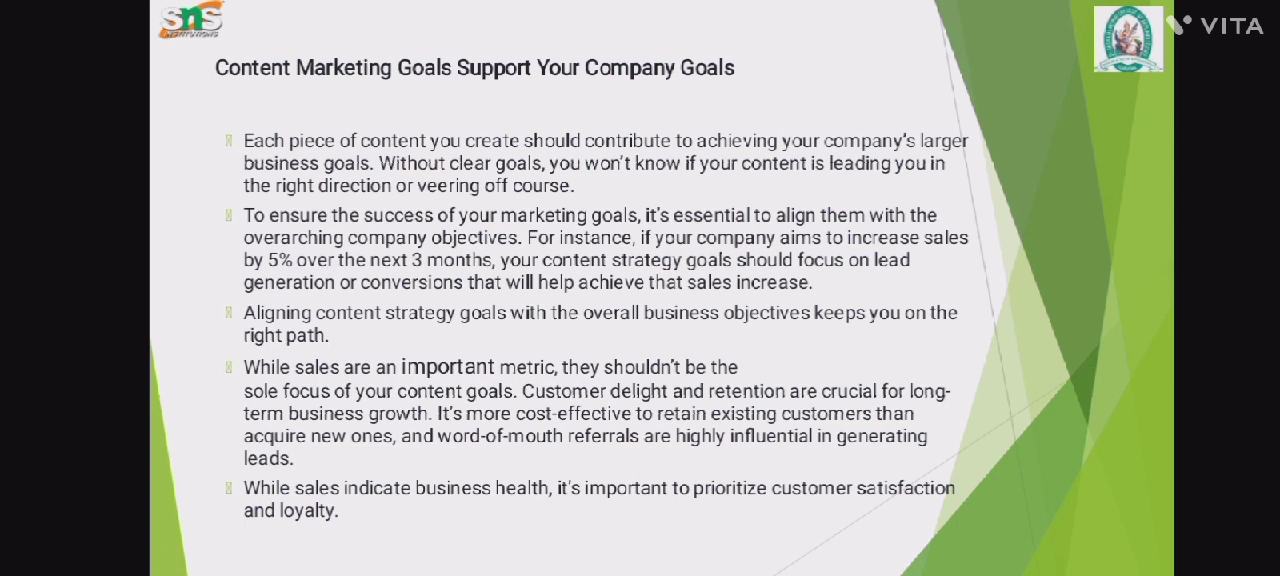 SNS
INSTITUTIONS
VITA
Content Marketing Goals Support Your Company Goals
Each piece of content you create should contribute to achieving your company's larger
business goals. Without clear goals, you won't know if your content is leading you in
the right direction or veering off course.
To ensure the success of your marketing goals, it's essential to align them with the
overarching company objectives. For instance, if your company aims to increase sales
by 5% over the next 3 months, your content strategy goals should focus on lead
generation or conversions that will help achieve that sales increase.
Aligning content strategy goals with the overall business objectives keeps you on the
right path.
While sales are an important metric, they shouldn't be the
sole focus of your content goals. Customer delight and retention are crucial for long-
term business growth. It's more cost-effective to retain existing customers than
acquire new ones, and word-of-mouth referrals are highly influential in generating
leads.
While sales indicate business health, it's important to prioritize customer satisfaction
and loyalty.